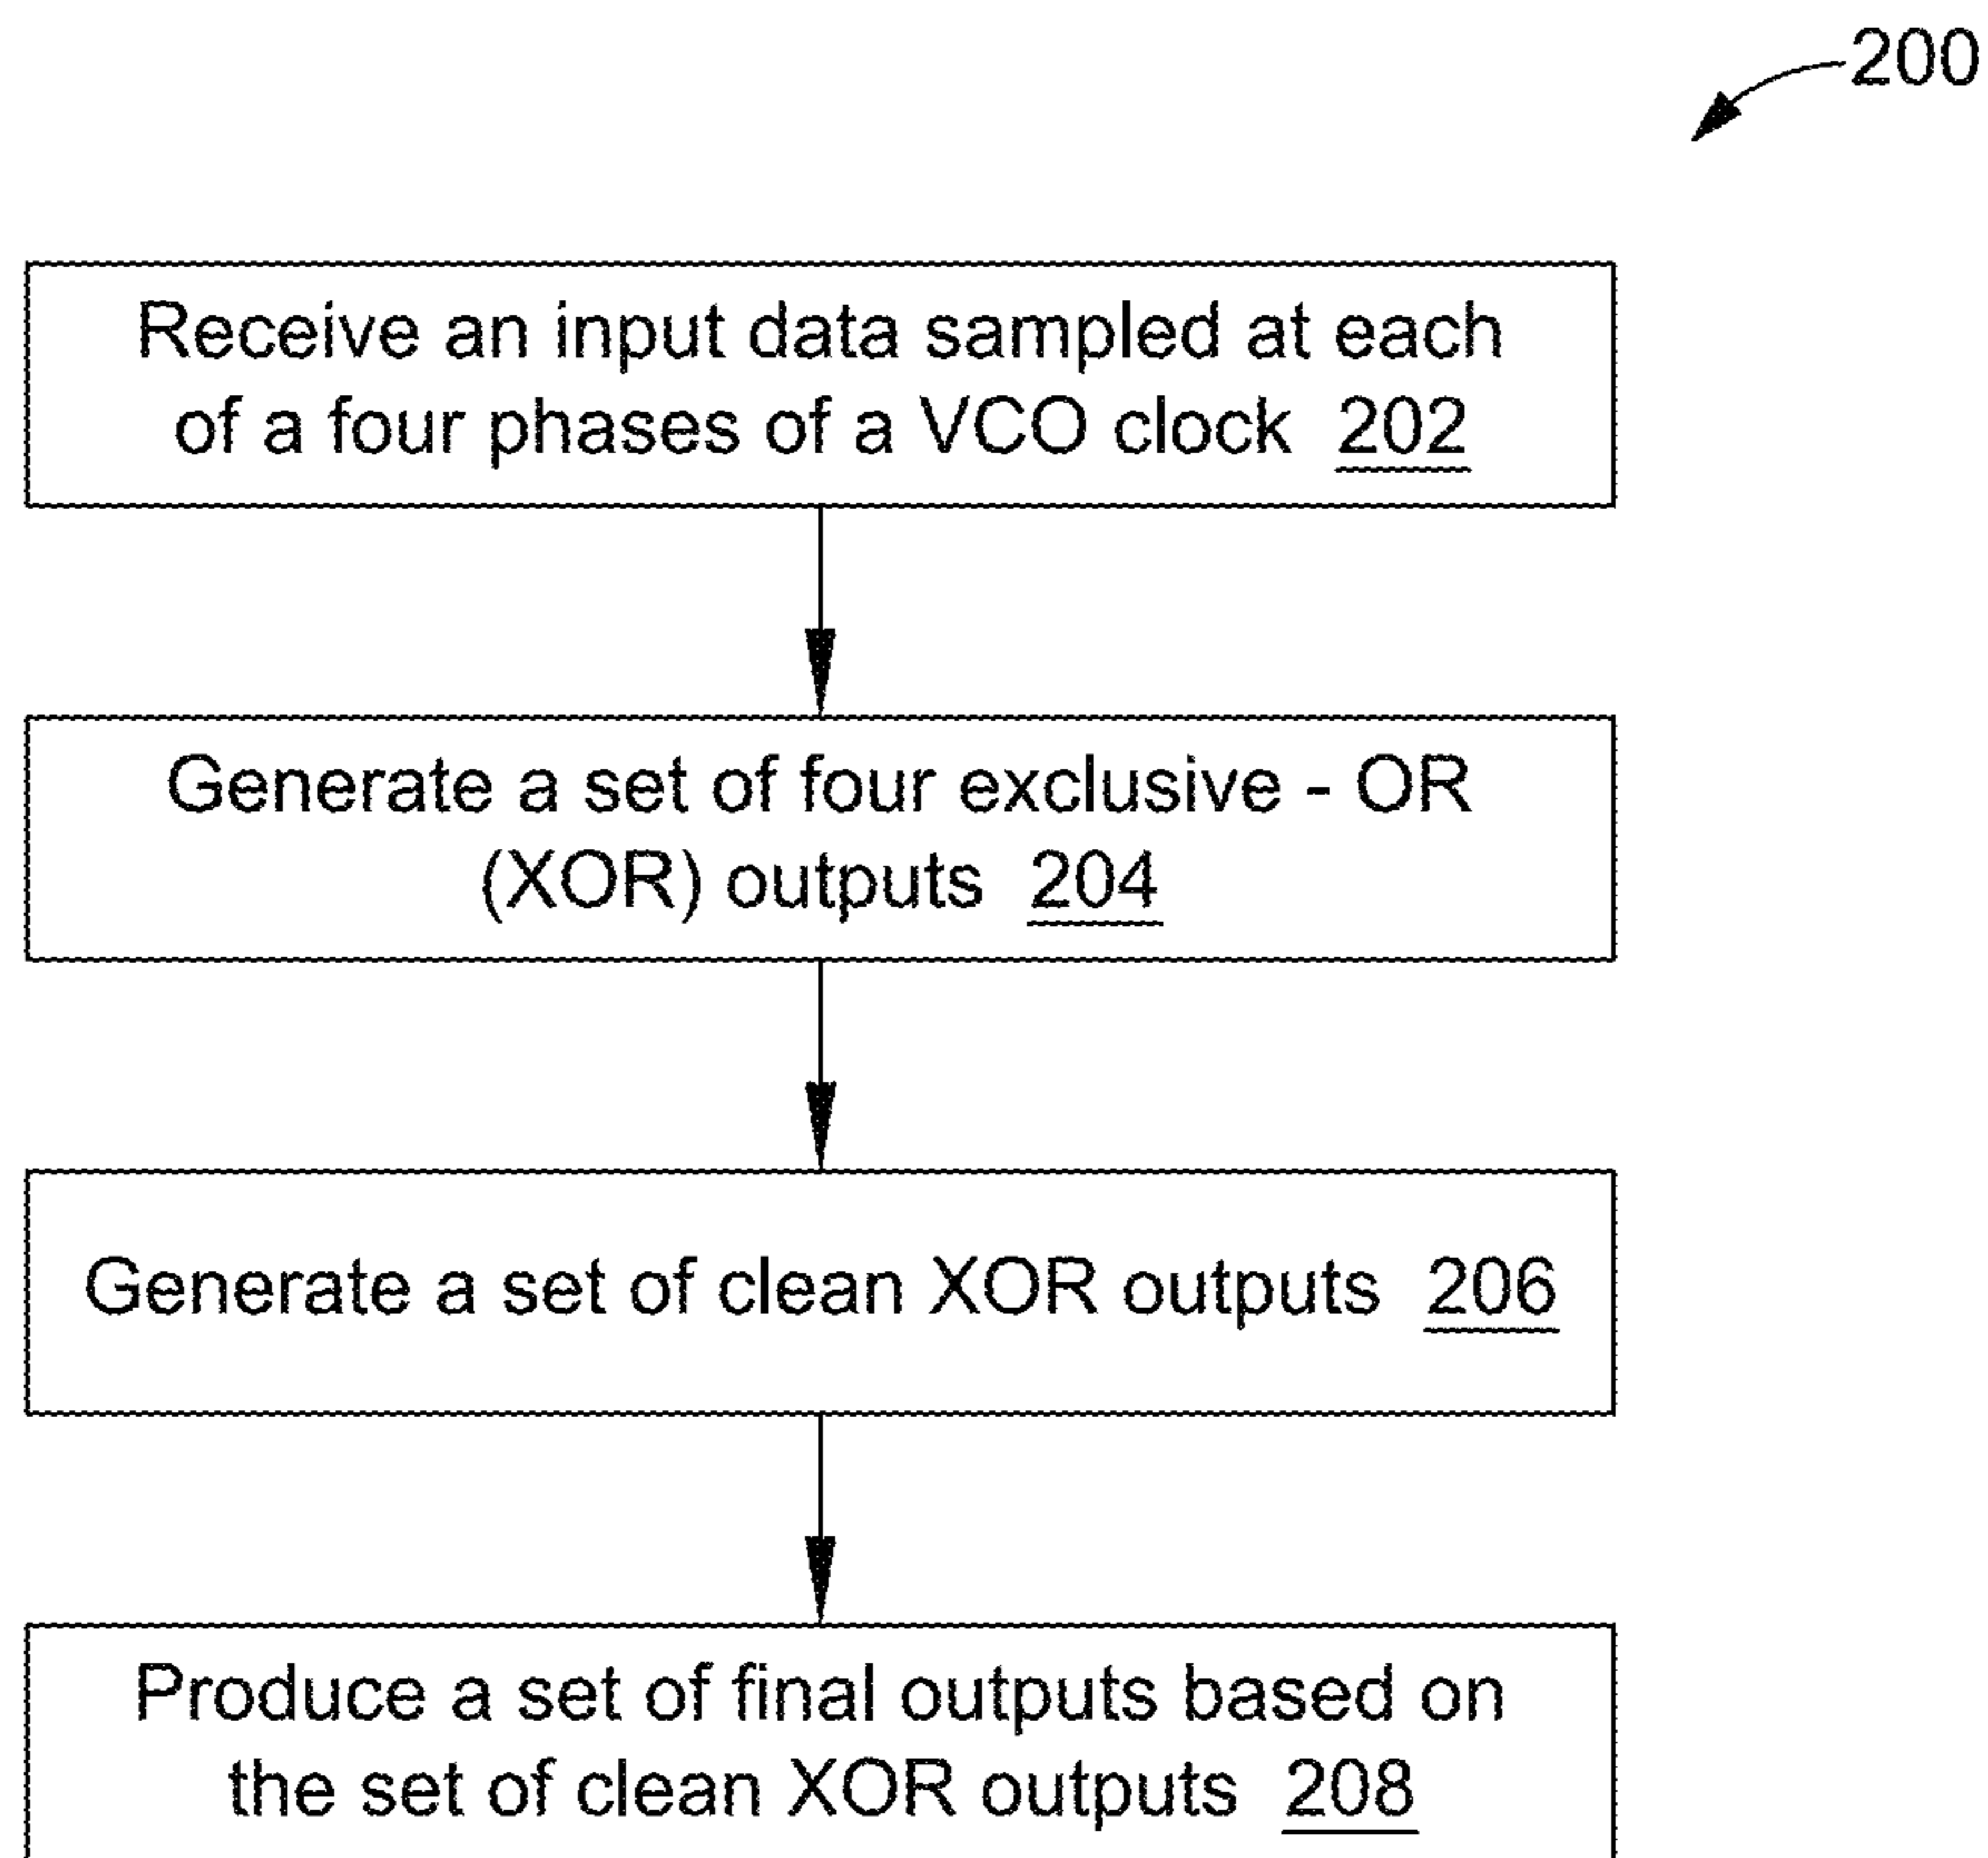 200
Receive an input data sampled at each
of a four phases of a VCO clock 202
Generate a set of four exclusive - OR
(XOR) outputs 204
Generate a set of clean XOR outputs 206
Produce a set of final outputs based on
the set of clean XOR outputs 208